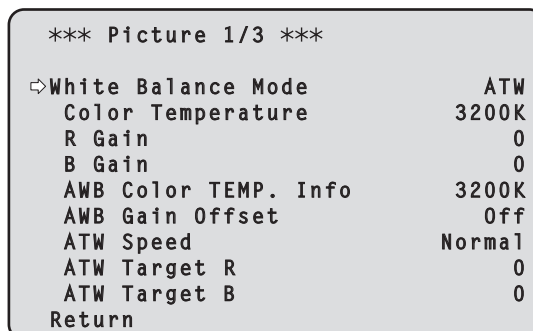 *** Picture 1/3 ***
⇨White Balance Mode ATW
Color Temperature 3200K
R Gain 0
B Gain 0
AWB Color TEMP. Info 3200K
AWB Gain Offset Off
ATW Speed Normal
ATW Target R 0
ATW Target B 0
Return